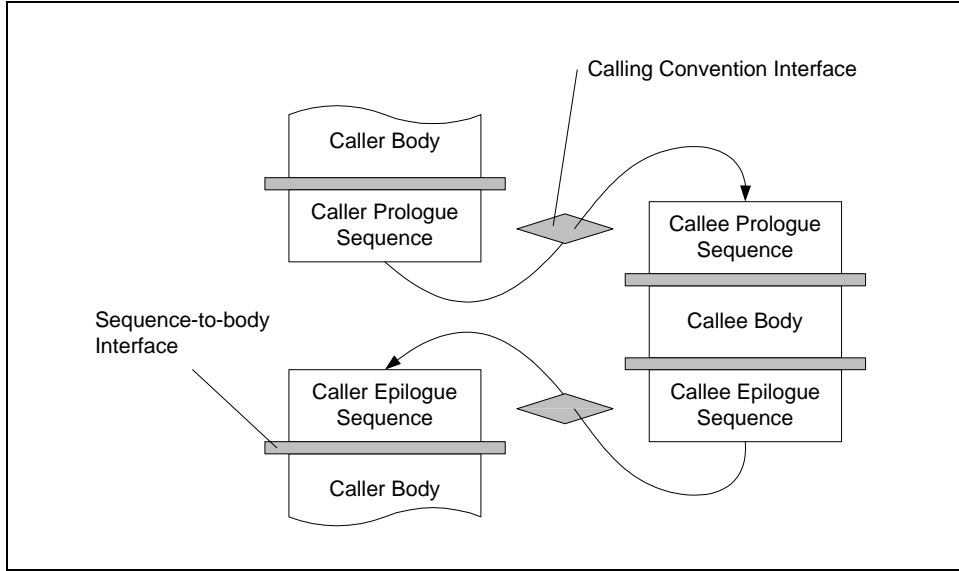 Calling Convention Interface
Caller Body
Caller Prologue
Sequence
Callee Prologue
Sequence
Callee Body
Sequence-to-body
Interface
Caller Epilogue
Sequence
Callee Epilogue
Sequence
Caller Body